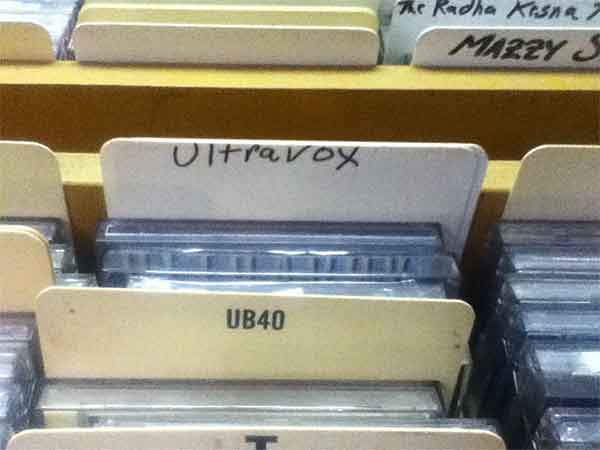 The Radha Krsna
MAZZY S
Ultravox
UB40
T